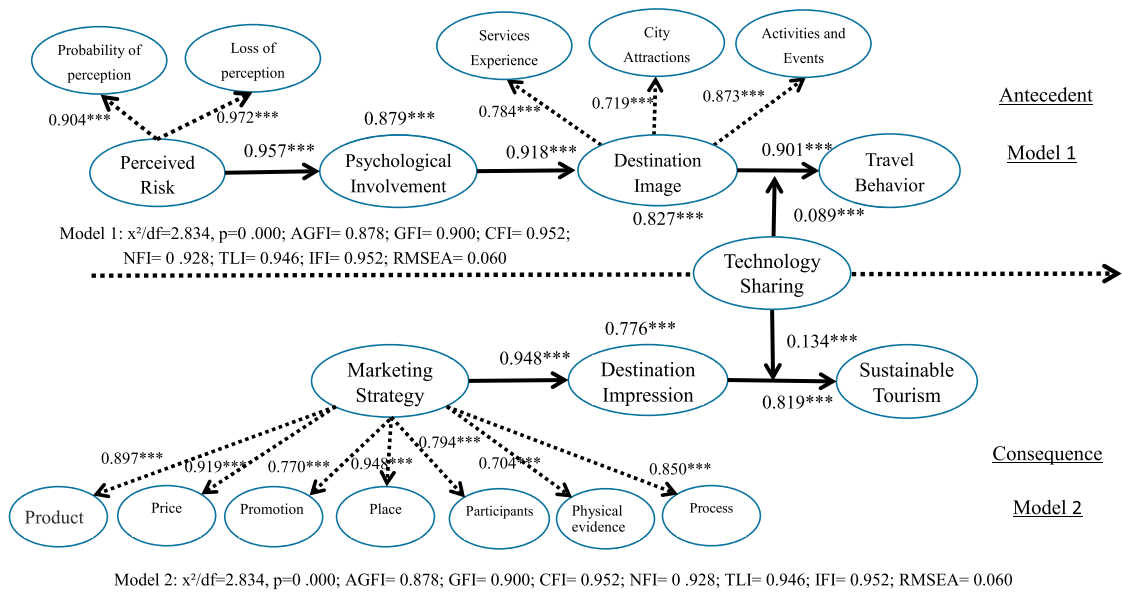 Probability of
perception
Loss of
perception
Services
Experience
City
Attractions
Activities and
Events
0.904***
0.972***
0.784***
0.719***
0.873***
Antecedent
Model 1
Perceived
Risk
0.957***
0.879***
Psychological
Involvement
0.918***
Destination
Image
0.827***
0.901***
Travel
Behavior
0.089***
Model 1: x²/df=2.834, p=0 .000; AGFI= 0.878; GFI= 0.900; CFI= 0.952;
NFI= 0 .928; TLI= 0.946; IFI= 0.952; RMSEA= 0.060
Technology
Sharing
0.134***
Marketing
Strategy
0.948***
0.776***
Destination
Impression
0.819***
Sustainable
Tourism
0.897***
0.919***
0.770***
0.948***
0.794***
0.704***
0.850***
Consequence
Model 2
Product
Price
Promotion
Place
Participants
Physical
evidence
Process
Model 2: x²/df=2.834, p=0 .000; AGFI= 0.878; GFI= 0.900; CFI= 0.952; NFI= 0 .928; TLI= 0.946; IFI= 0.952; RMSEA= 0.060